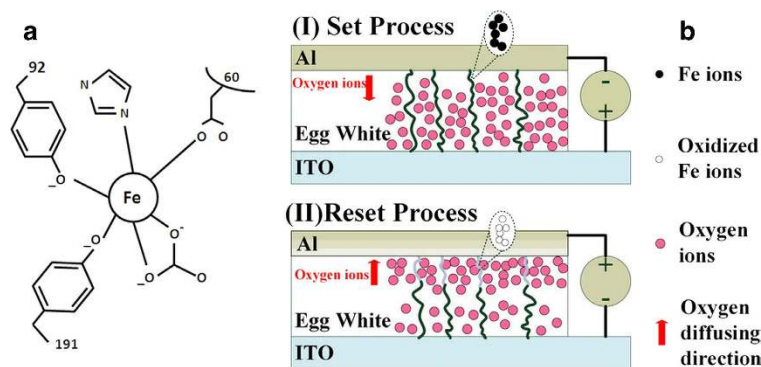 a
92
N
N
60
O
O
O
−
Fe
O
−
O-
O
−
O
191
(I) Set Process
Al
Oxygen ions
Egg White
ITO
-
+
(II)Reset Process
Al
Oxygen ions
Egg White
ITO
+
-
b
Fe ions
Oxidized
Fe ions
Oxygen
ions
Oxygen
diffusing
direction